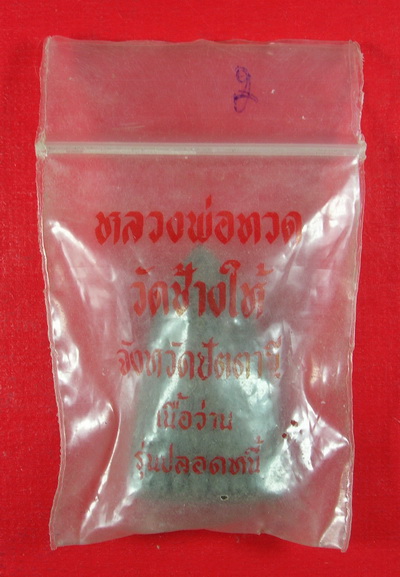 หลวงพ่อทวด
วัดช้างให้
จังหวัดปัตตานี
เนื้อว่าน
รุ่นปลอดหนี้